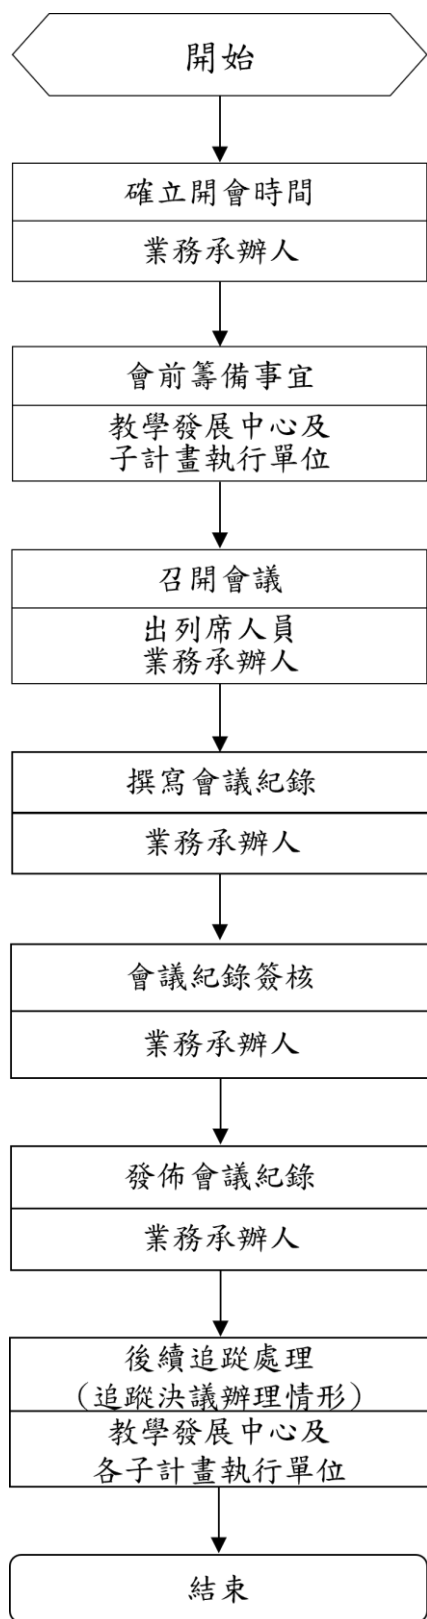 開始
確立開會時間
業務承辦人
會前籌備事宜
教學發展中心及
子計畫執行單位
召開會議
出列席人員
業務承辦人
撰寫會議紀錄
業務承辦人
會議紀錄簽核
業務承辦人
發佈會議紀錄
業務承辦人
後續追蹤處理
(追蹤決議辦理情形)
教學發展中心及
各子計畫執行單位
結束